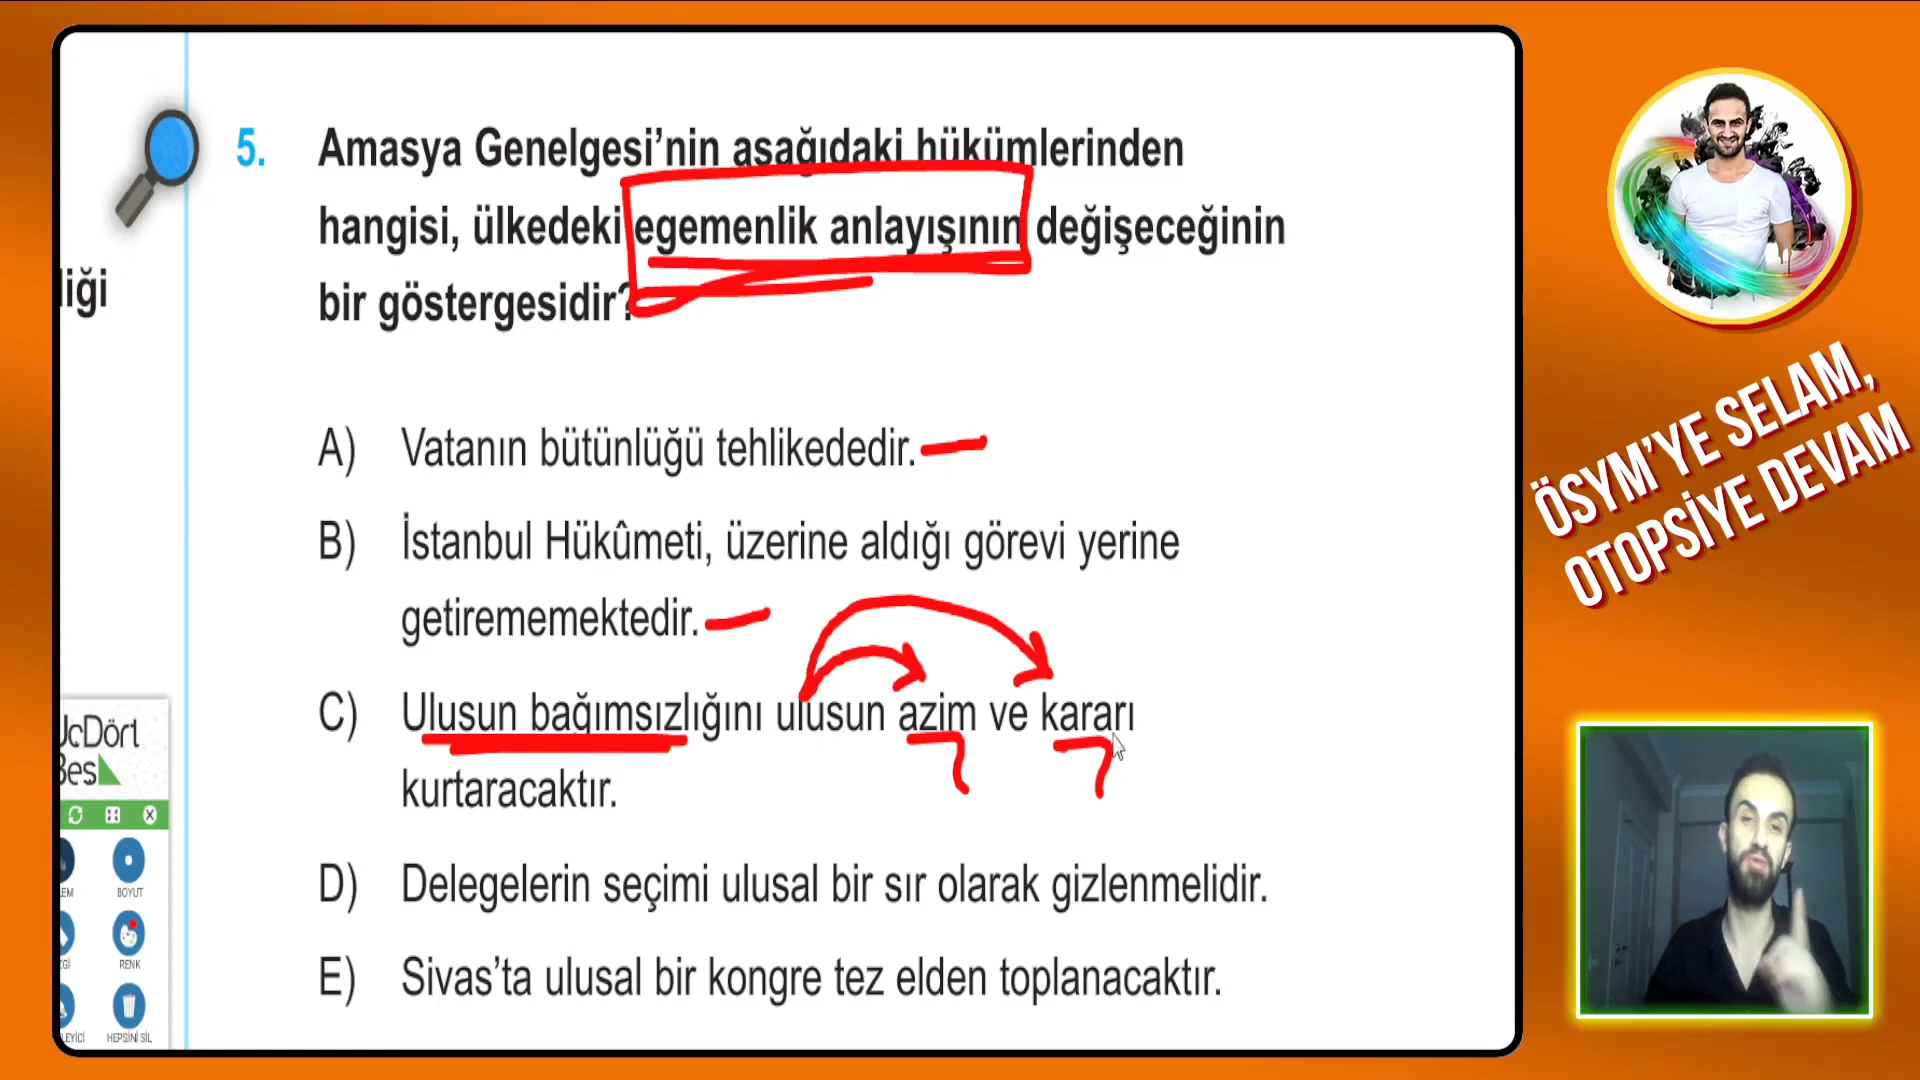 5. Amasya Genelgesi’nin aşağıdaki hükümlerinden
hangisi, ülkedeki egemenlik anlayışının değişeceğinin
bir göstergesidir?
A) Vatanın bütünlüğü tehlikededir.
B) İstanbul Hükûmeti, üzerine aldığı görevi yerine
getirememektedir.
C) Ulusun bağımsızlığını ulusun azim ve kararı
kurtaracaktır.
D) Delegelerin seçimi ulusal bir sır olarak gizlenmelidir.
E) Sivas’ta ulusal bir kongre tez elden toplanacaktır.
liği
ÜçDört
Beş
BOYUT
RENK
HEPSİNİ SİL
ÖSYM’YE SELAM,
OTOPSİYE DEVAM